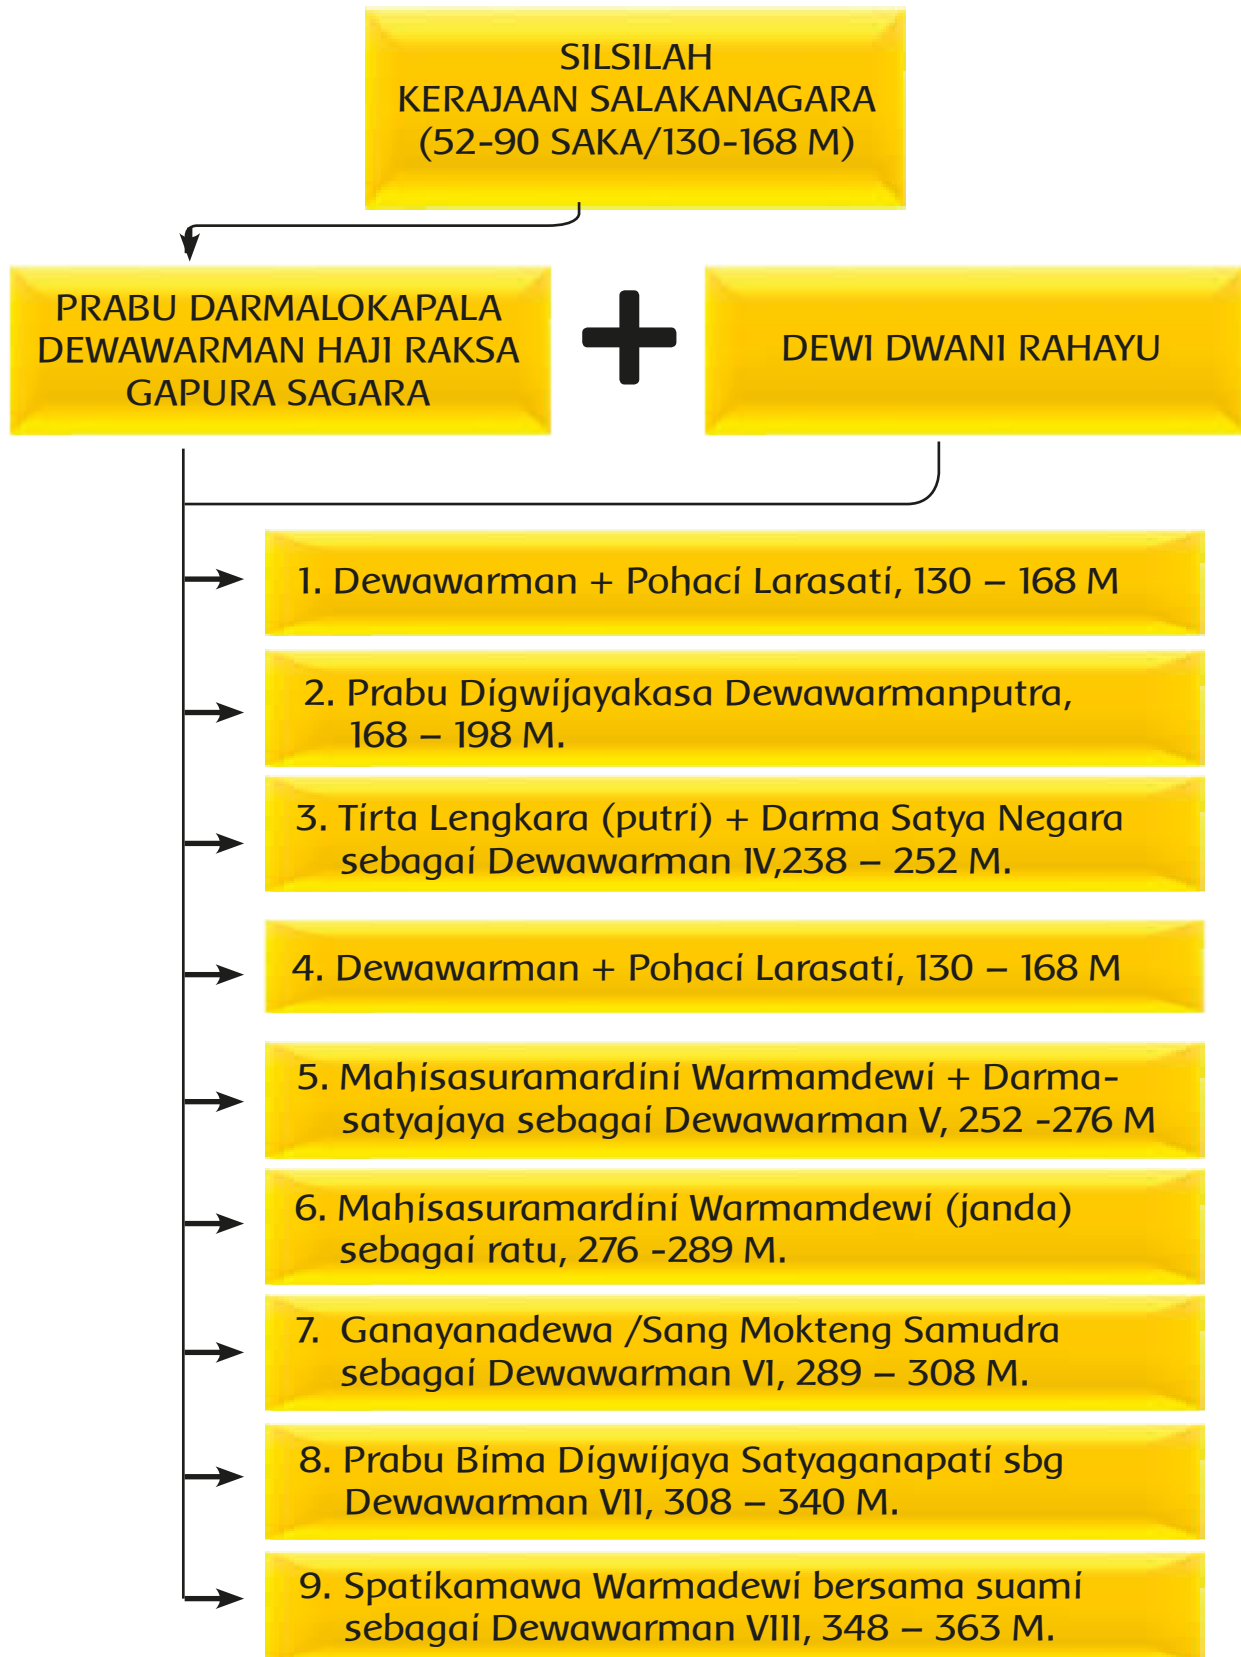 SILSILAH
KERAJAAN SALAKANAGARA
(52-90 SAKA/130-168 M)
PRABU DARMALOKAPALA
DEWAWARMAN HAJI RAKSA
GAPURA SAGARA
DEWI DWANI RAHAYU
1. Dewawarman + Pohaci Larasati, 130 – 168 M
2. Prabu Digwijayakasa Dewawarmanputra,
168 – 198 M.
3. Tirta Lengkara (putri) + Darma Satya Negara
sebagai Dewawarman IV,238 – 252 M.
4. Dewawarman + Pohaci Larasati, 130 – 168 M
5. Mahisasuramardini Warmamdewi + Darma-
satyajaya sebagai Dewawarman V, 252 -276 M
6. Mahisasuramardini Warmamdewi (janda)
sebagai ratu, 276 -289 M.
7. Ganayanadewa /Sang Mokteng Samudra
sebagai Dewawarman VI, 289 – 308 M.
8. Prabu Bima Digwijaya Satyaganapati sbg
Dewawarman VII, 308 – 340 M.
9. Spatikamawa Warmadewi bersama suami
sebagai Dewawarman VIII, 348 – 363 M.